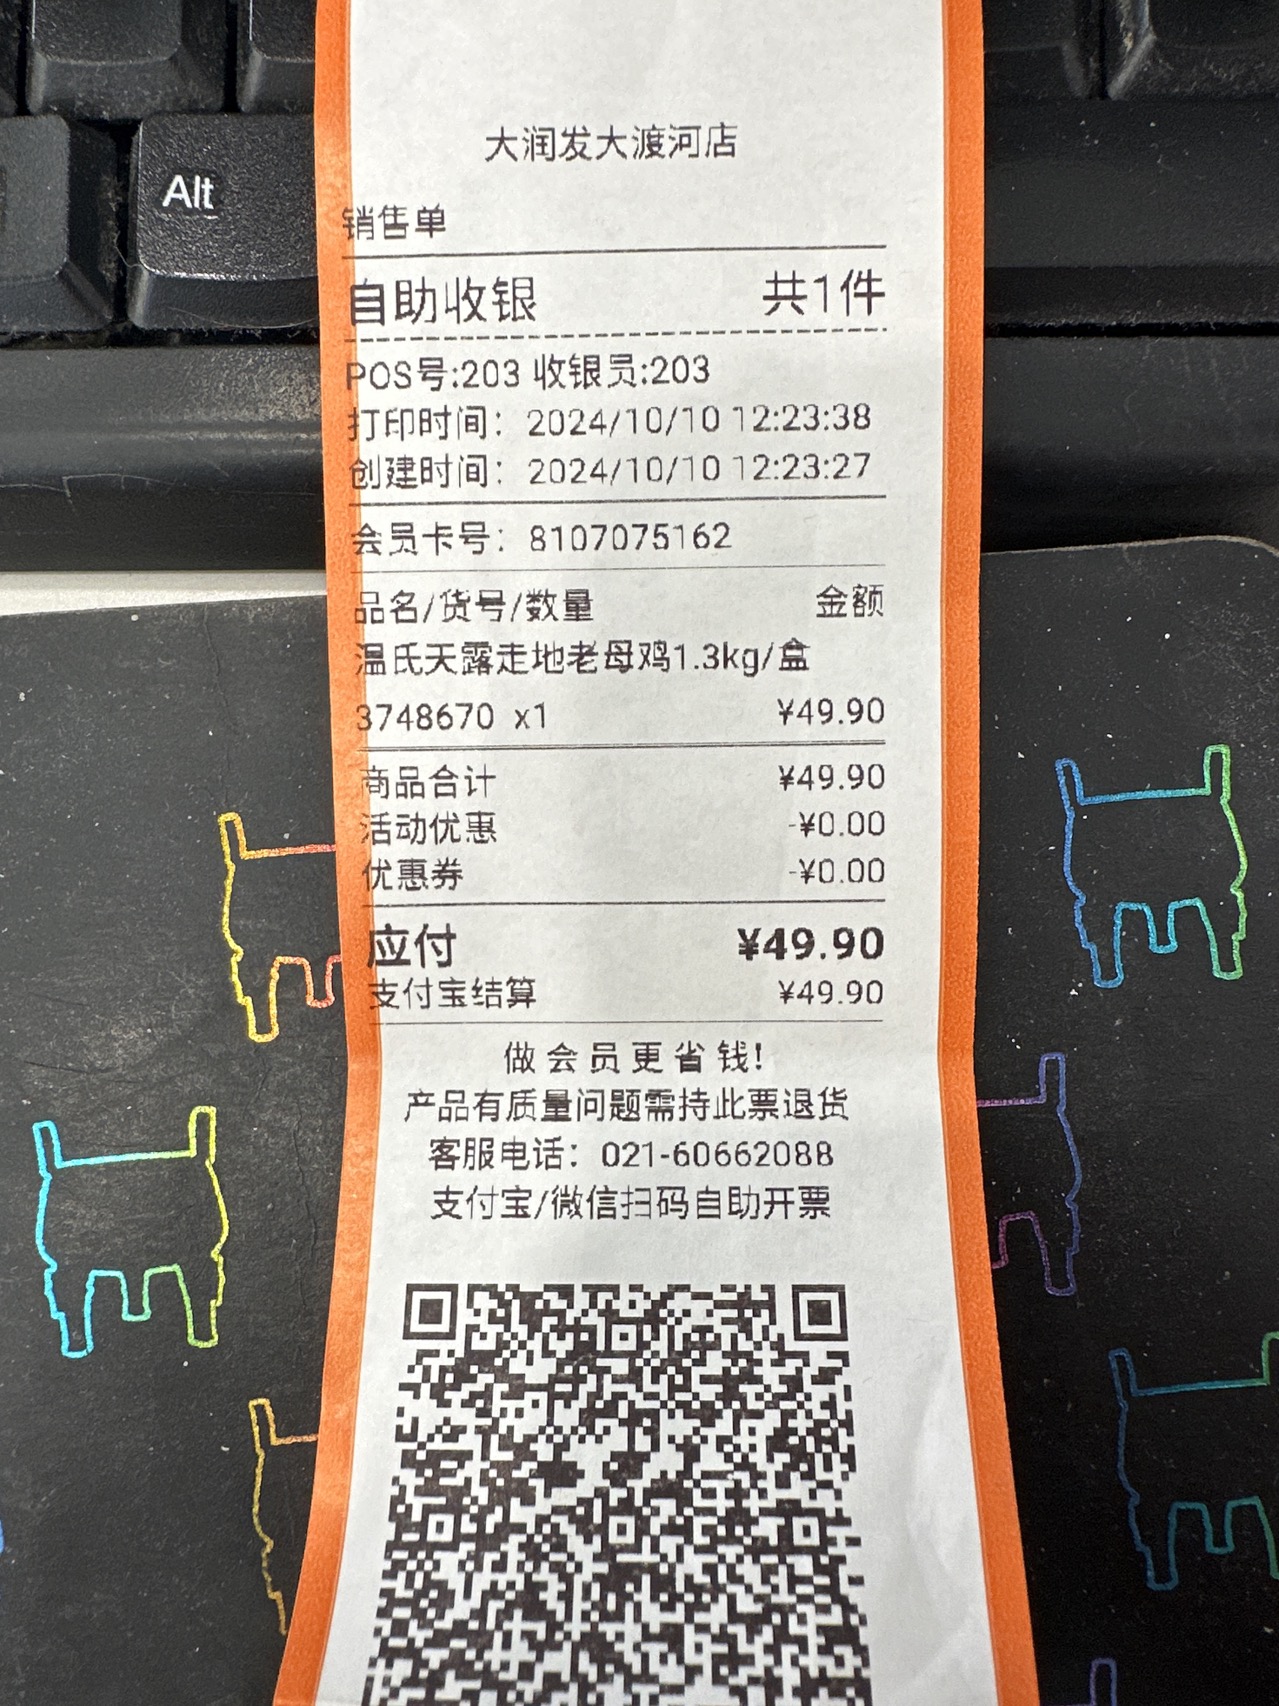 Alt
大润发大渡河店
销售单
自助收银 共1件
POS号:203 收银员:203
打印时间：2024/10/10 12:23:38
创建时间：2024/10/10 12:23:27
会员卡号：8107075162
品名/货号/数量 金额
温氏天露走地老母鸡1.3kg/盒
3748670 x1 ¥49.90
商品合计 ¥49.90
活动优惠 -¥0.00
优惠券 -¥0.00
应付 ¥49.90
支付宝结算 ¥49.90
做会员更省钱!
产品有质量问题需持此票退货
客服电话：021-60662088
支付宝/微信扫码自助开票